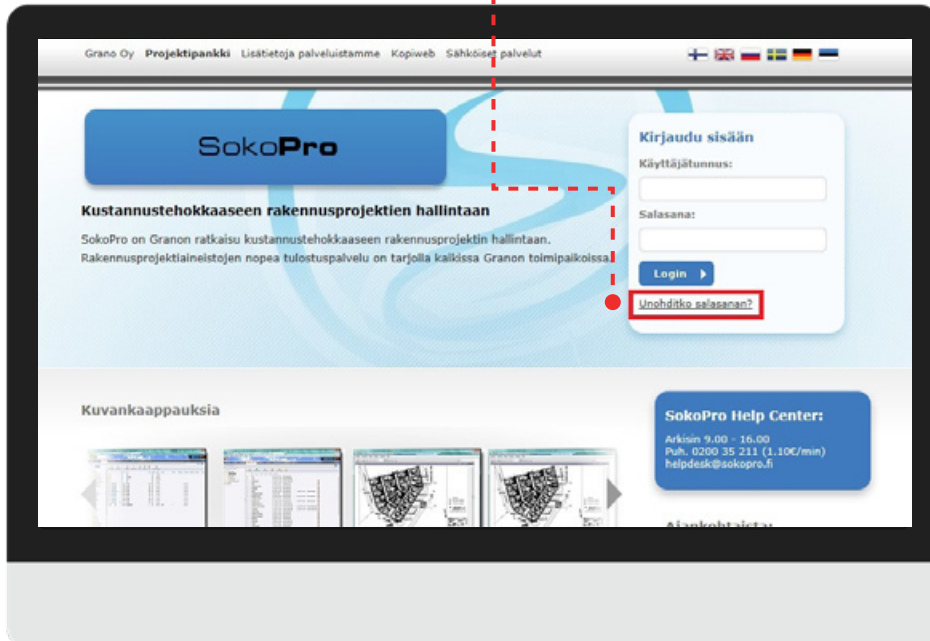 Grano Oy Projektipankki Lisätietoja palveluistamme Kopiweb Sähköiset palvelut
SokoPro
Kustannustehokkaaseen rakennusprojektien hallintaan
SokoPro on Granon ratkaisu kustannustehokkaaseen rakennusprojektin hallintaan.
Rakennusprojektiaineistojen nopea tulostuspalvelu on tarjolla kaikissa Granon toimipaikoissa.
Kirjaudu sisään
Käyttäjätunnus:
Salasana:
Login
Unohditko salasanan?
Kuvankaappauksia
SokoPro Help Center:
Arkisin 9.00 - 16.00
Puh. 0200 35 211 (1.10€/min)
helpdesk@sokopro.fi
Ajankohtaista: